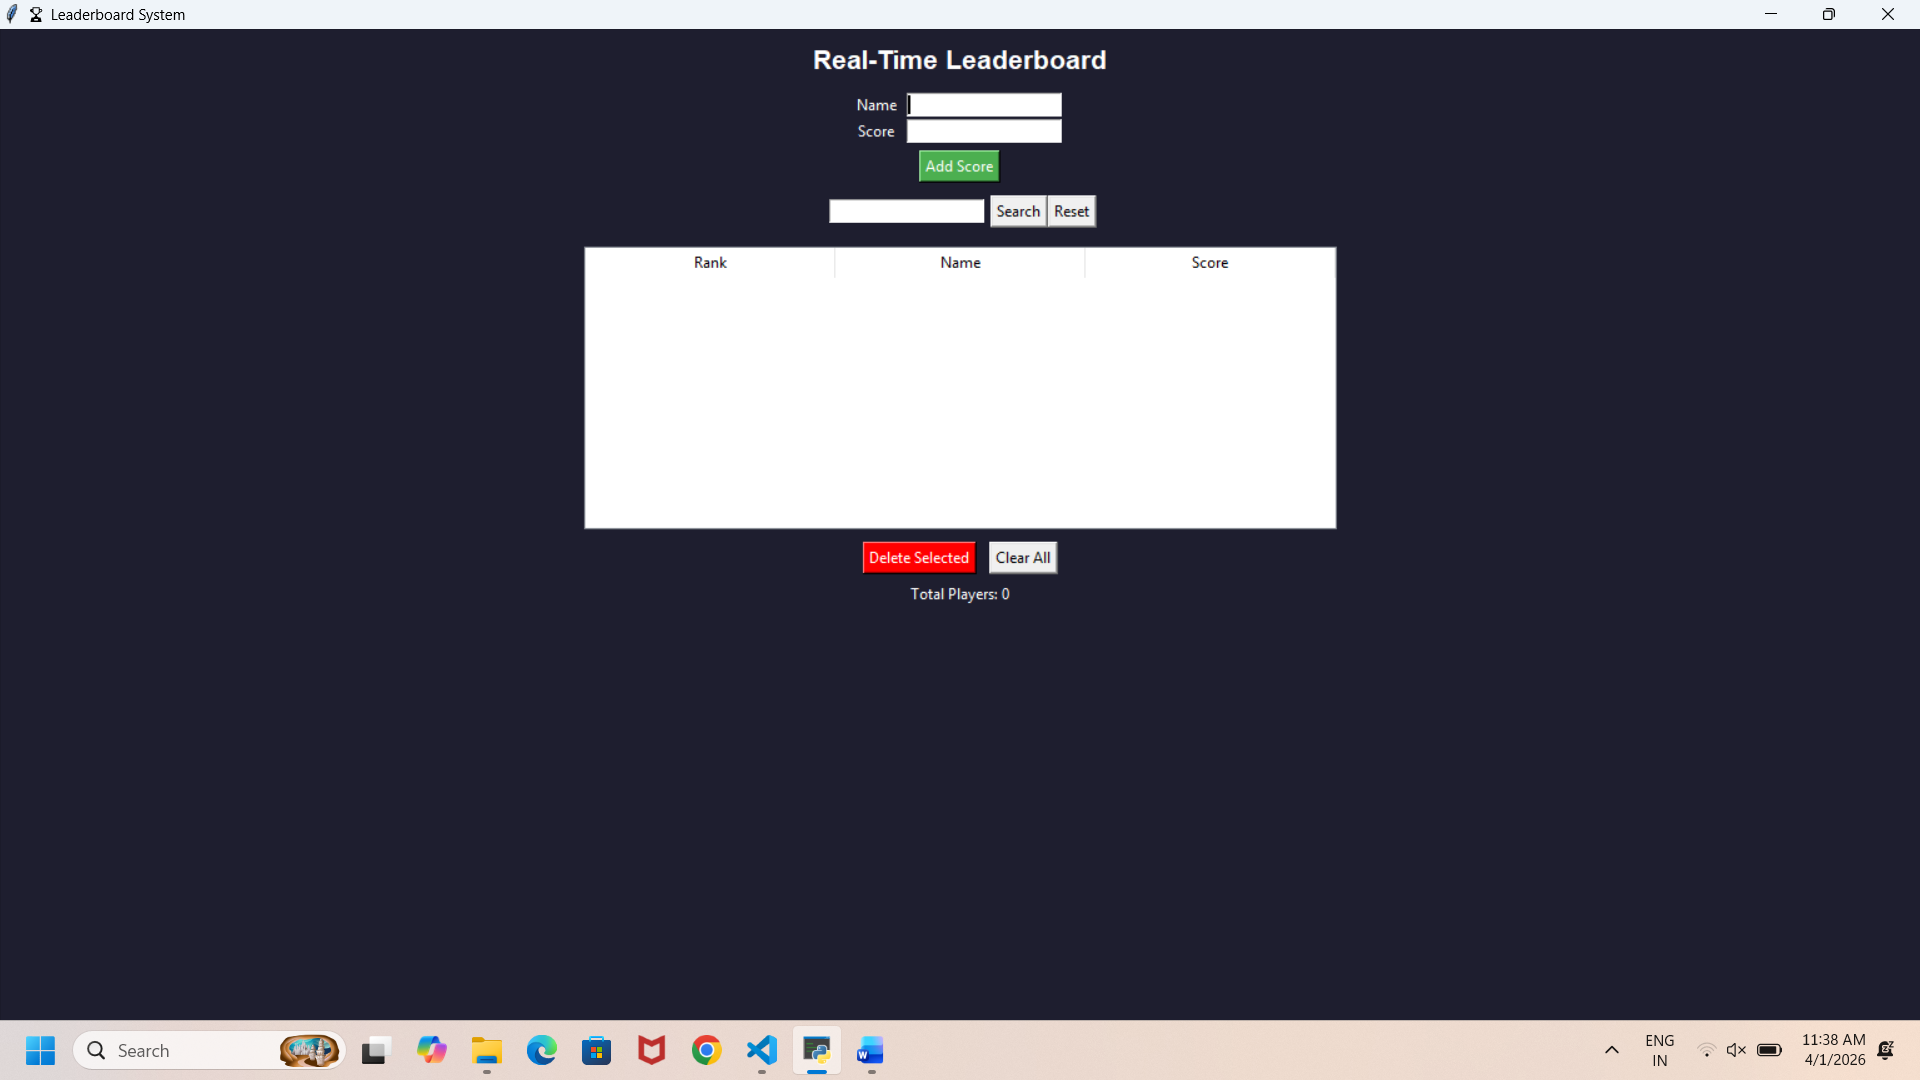 Leaderboard System
Real-Time Leaderboard
Name
Score
Add Score
Search Reset
Rank Name Score
Delete Selected Clear All
Total Players: 0
Search
W
ENG
IN
11:38 AM
4/1/2026